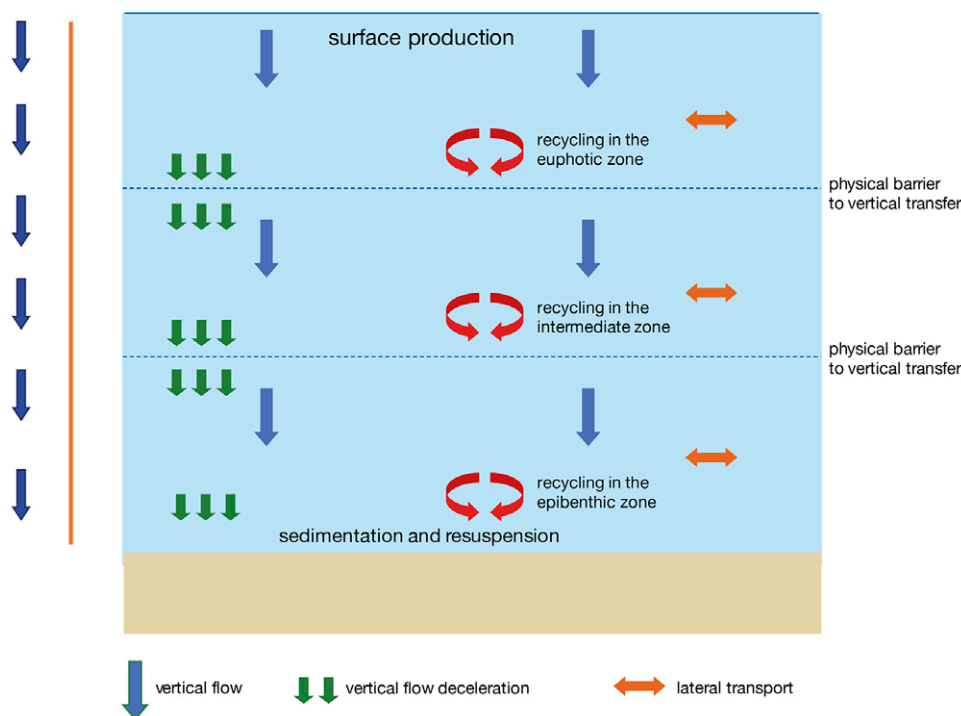 surface production
recycling in the
euphotic zone
physical barrier
to vertical transfer
recycling in the
intermediate zone
physical barrier
to vertical transfer
recycling in the
epibenthic zone
sedimentation and resuspension
vertical flow
vertical flow deceleration
lateral transport